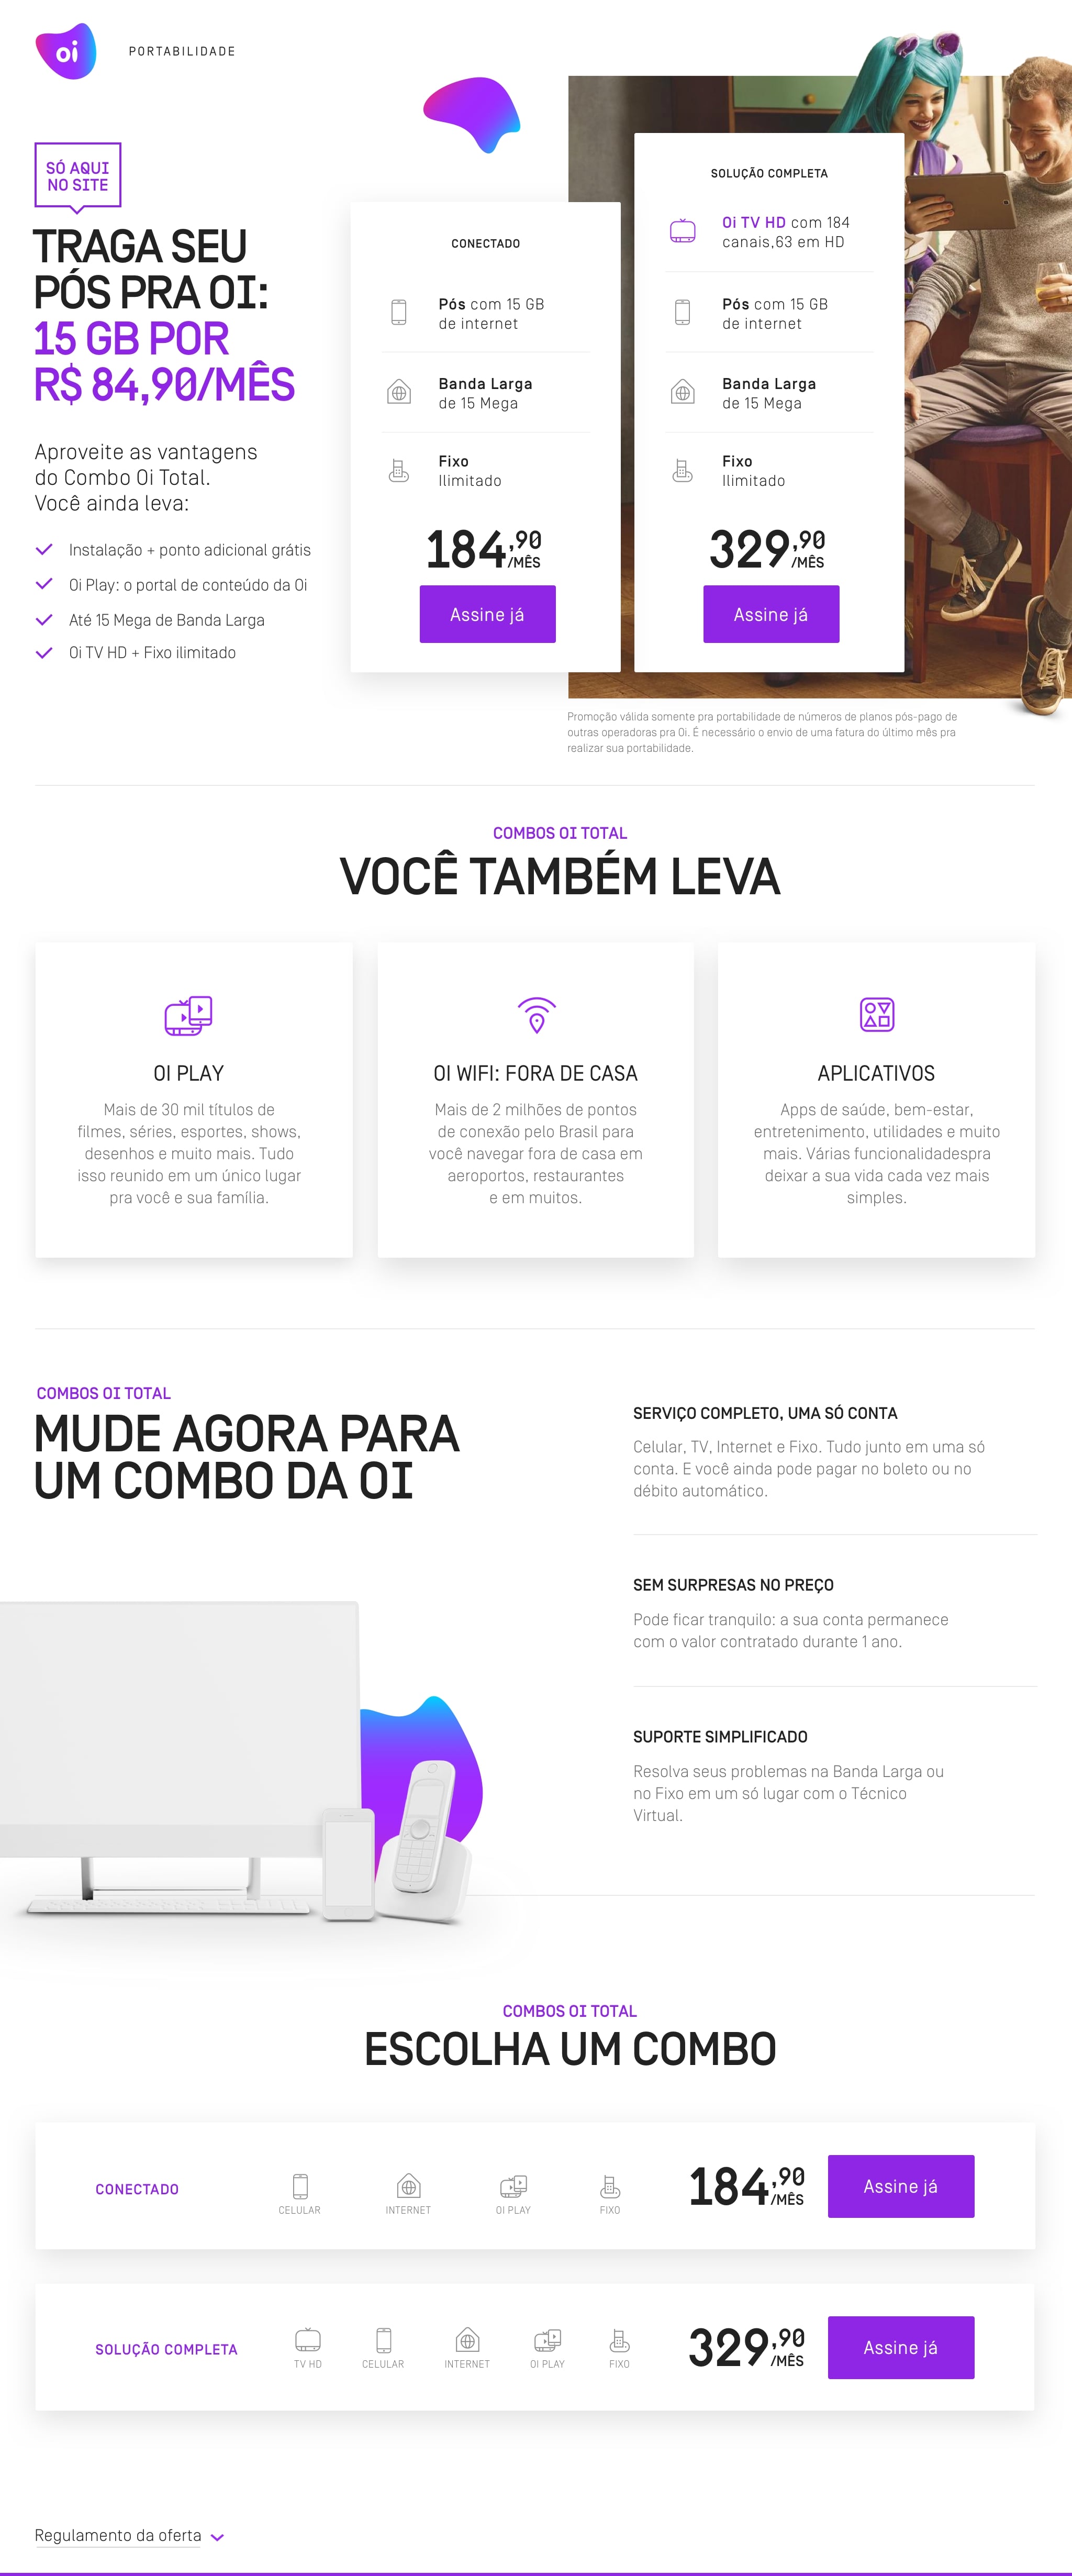 oi
PORTABILIDADE
SÓ AQUI
NO SITE
TRAGA SEU
PÓS PRA OI:
15 GB POR
R$ 84,90/MÊS
Aproveite as vantagens
do Combo Oi Total.
Você ainda leva:
Instalação + ponto adicional grátis
Oi Play: o portal de conteúdo da Oi
Até 15 Mega de Banda Larga
Oi TV HD + Fixo ilimitado
CONECTADO
Pós com 15 GB
de internet
Banda Larga
de 15 Mega
Fixo
Ilimitado
184,90
/MÊS
Assine já
SOLUÇÃO COMPLETA
Oi TV HD com 184
canais,63 em HD
Pós com 15 GB
de internet
Banda Larga
de 15 Mega
Fixo
Ilimitado
329,90
/MÊS
Assine já
Promoção válida somente pra portabilidade de números de planos pós-pago de
outras operadoras pra Oi. É necessário o envio de uma fatura do último mês pra
realizar sua portabilidade.
COMBOS OI TOTAL
VOCÊ TAMBÉM LEVA
OI PLAY
Mais de 30 mil títulos de
filmes, séries, esportes, shows,
desenhos e muito mais. Tudo
isso reunido em um único lugar
pra você e sua família.
OI WIFI: FORA DE CASA
Mais de 2 milhões de pontos
de conexão pelo Brasil para
você navegar fora de casa em
aeroportos, restaurantes
e em muitos.
APLICATIVOS
Apps de saúde, bem-estar,
entretenimento, utilidades e muito
mais. Várias funcionalidadespra
deixar a sua vida cada vez mais
simples.
COMBOS OI TOTAL
MUDE AGORA PARA
UM COMBO DA OI
SERVIÇO COMPLETO, UMA SÓ CONTA
Celular, TV, Internet e Fixo. Tudo junto em uma só
conta. E você ainda pode pagar no boleto ou no
débito automático.
SEM SURPRESAS NO PREÇO
Pode ficar tranquilo: a sua conta permanece
com o valor contratado durante 1 ano.
SUPORTE SIMPLIFICADO
Resolva seus problemas na Banda Larga ou
no Fixo em um só lugar com o Técnico
Virtual.
COMBOS OI TOTAL
ESCOLHA UM COMBO
CONECTADO
CELULAR
INTERNET
OI PLAY
FIXO
184,90
/MÊS
Assine já
SOLUÇÃO COMPLETA
TV HD
CELULAR
INTERNET
OI PLAY
FIXO
329,90
/MÊS
Assine já
Regulamento da oferta